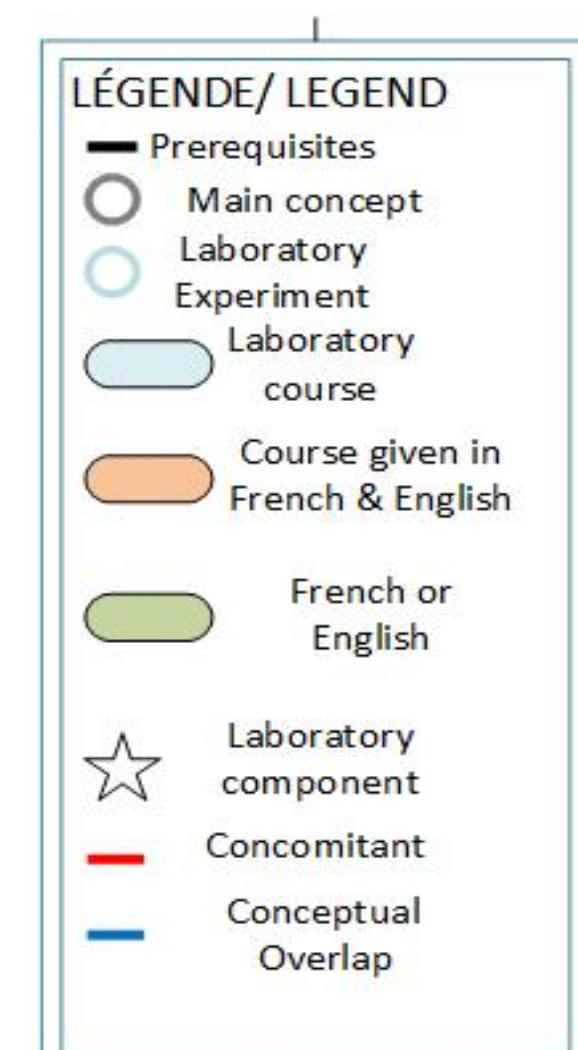 LÉGENDE/ LEGEND
Prerequisites
Main concept
Laboratory
Experiment
Laboratory
course
Course given in
French & English
French or
English
Laboratory
component
Concomitant
Conceptual
Overlap